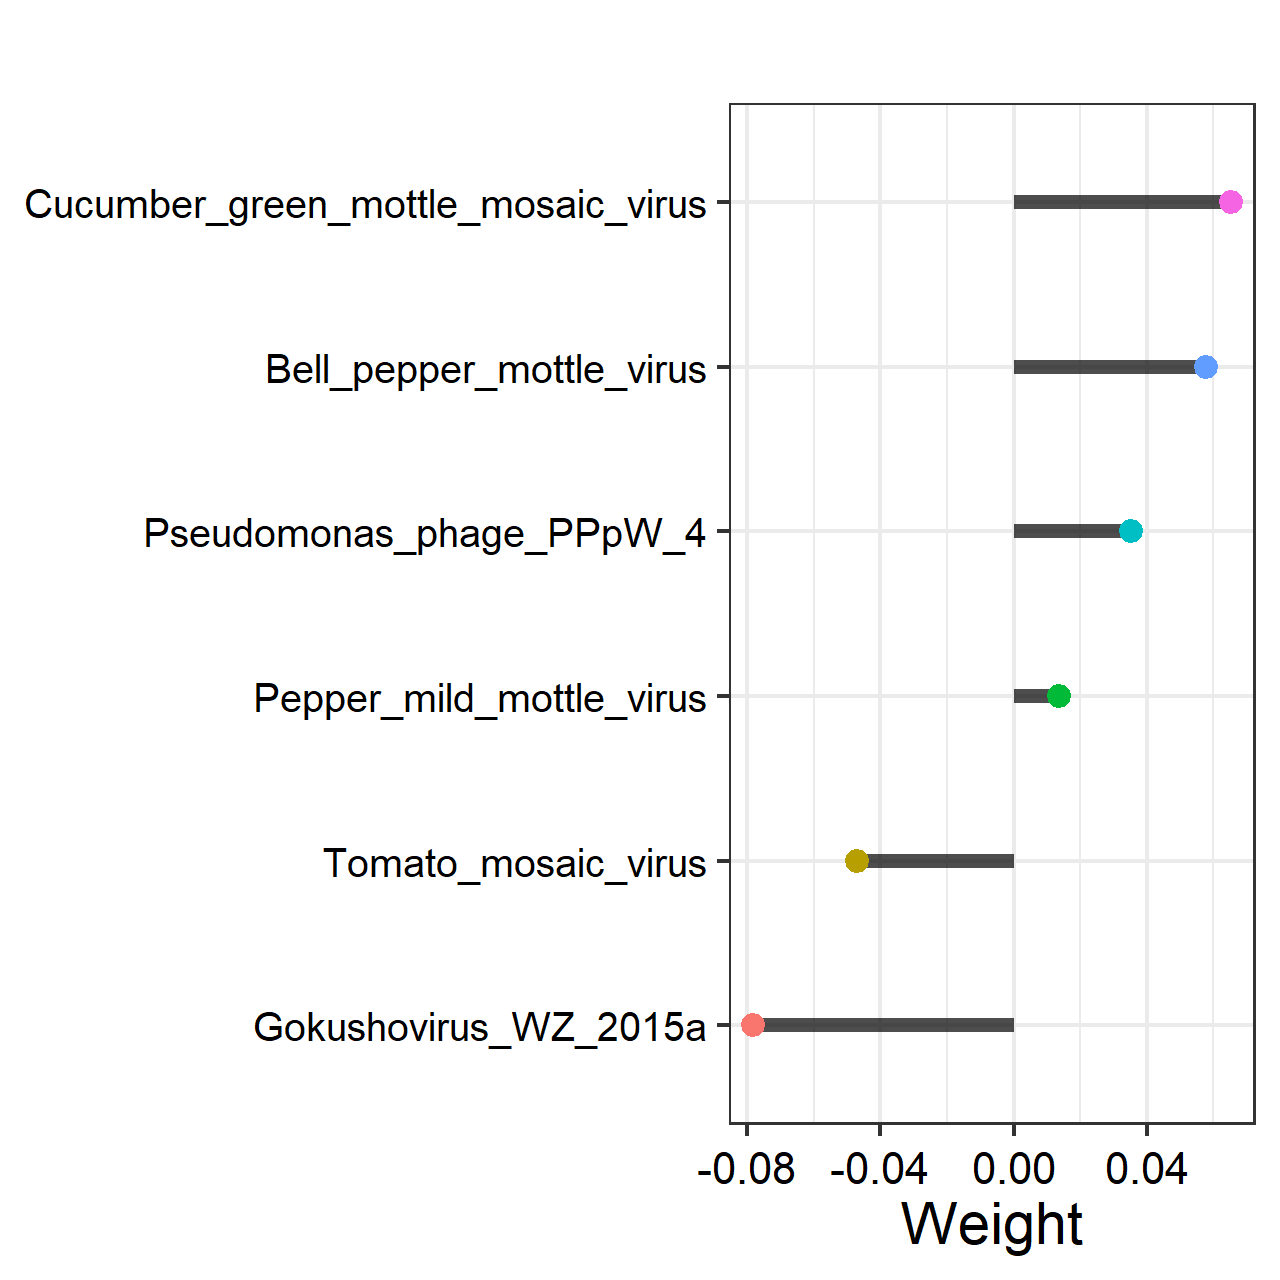 Cucumber_green_mottle_mosaic_virus
Bell_pepper_mottle_virus
Pseudomonas_phage_PPpW_4
Pepper_mild_mottle_virus
Tomato_mosaic_virus
Gokushovirus_WZ_2015a
-0.08 -0.04 0.00 0.04
Weight